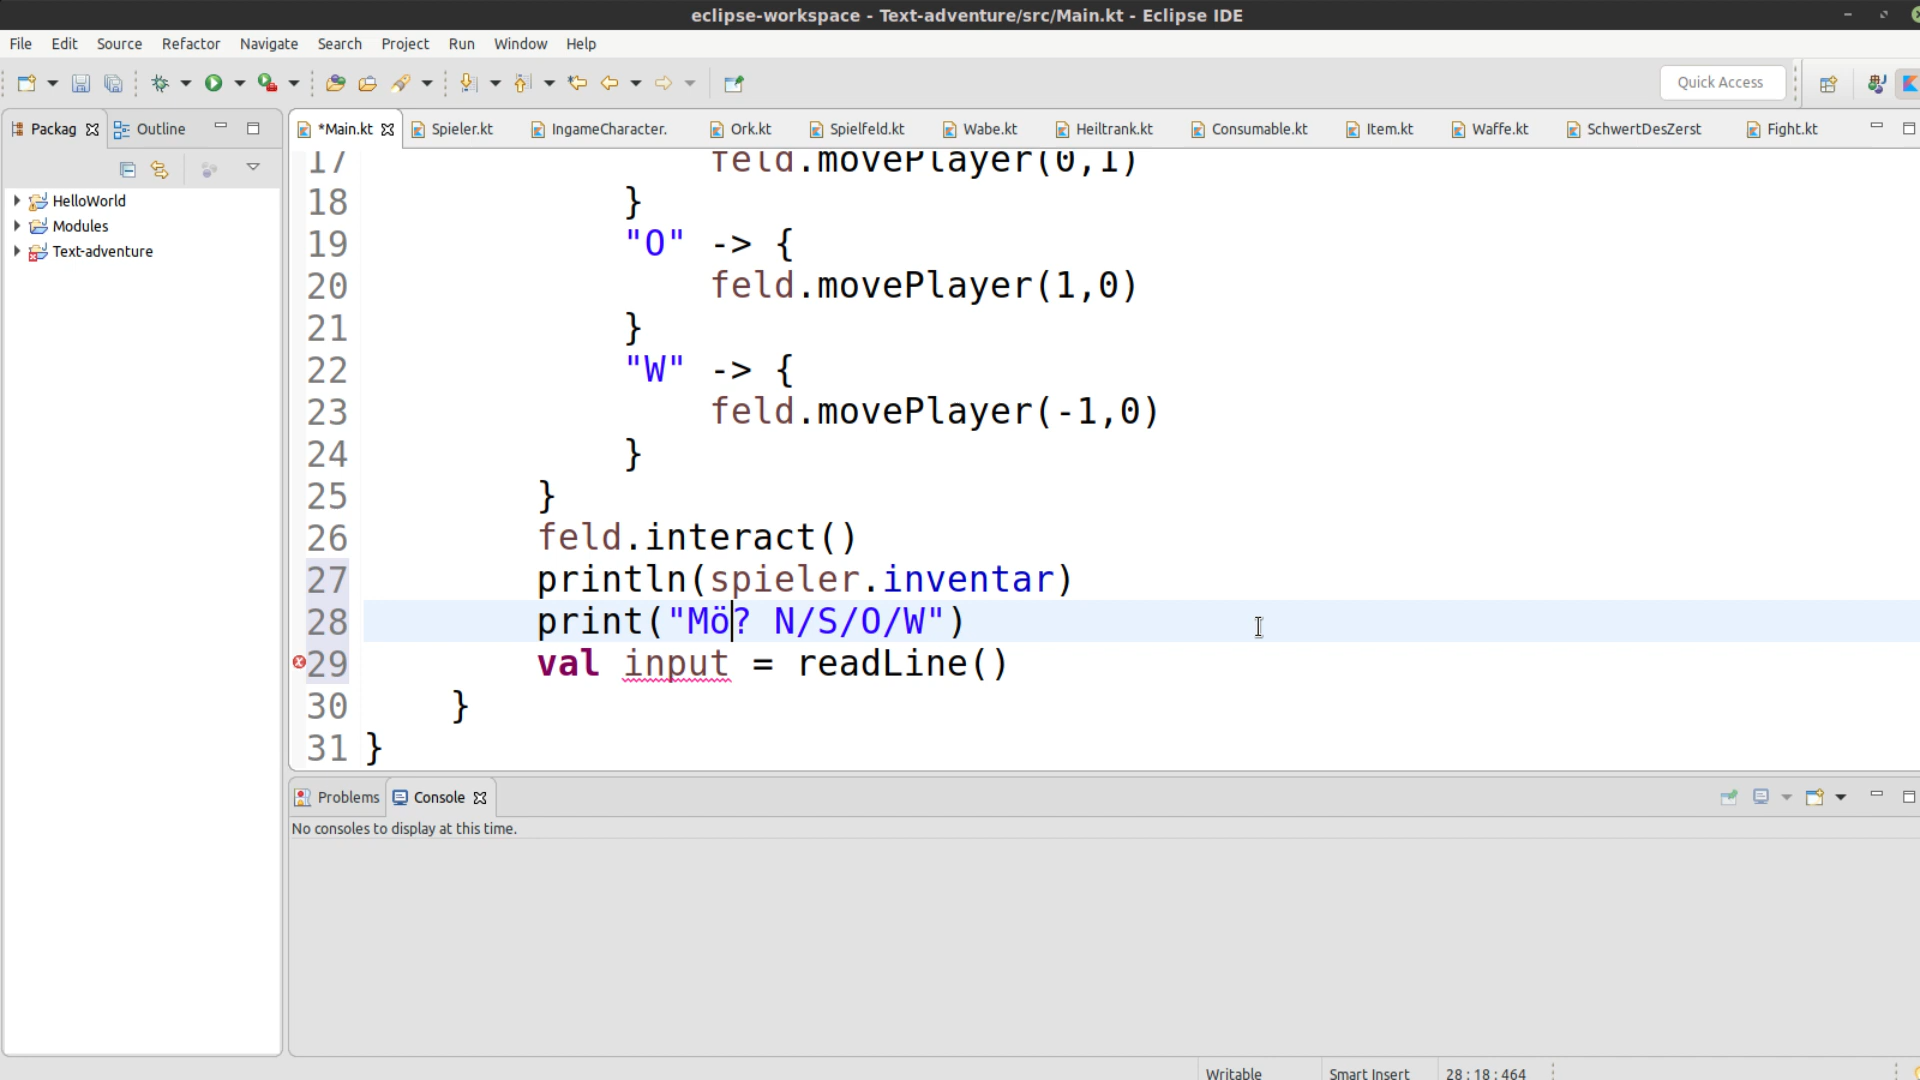 eclipse-workspace - Text-adventure/src/Main.kt - Eclipse IDE
File Edit Source Refactor Navigate Search Project Run Window Help
Quick Access
Packag Outline
*Main.kt Spieler.kt IngameCharacter. Ork.kt Spielfeld.kt Wabe.kt Heiltrank.kt Consumable.kt Item.kt Waffe.kt SchwertDesZerst Fight.kt
HelloWorld
Modules
Text-adventure
17 feld.movePlayer(0,1)
18 }
19 "O" -> {
20 feld.movePlayer(1,0)
21 }
22 "W" -> {
23 feld.movePlayer(-1,0)
24 }
25 }
26 feld.interact()
27 println(spieler.inventar)
28 print("Mö? N/S/O/W")
29 val input = readLine()
30 }
31 }
Problems Console
No consoles to display at this time.
Writable Smart Insert 28 : 18 : 464